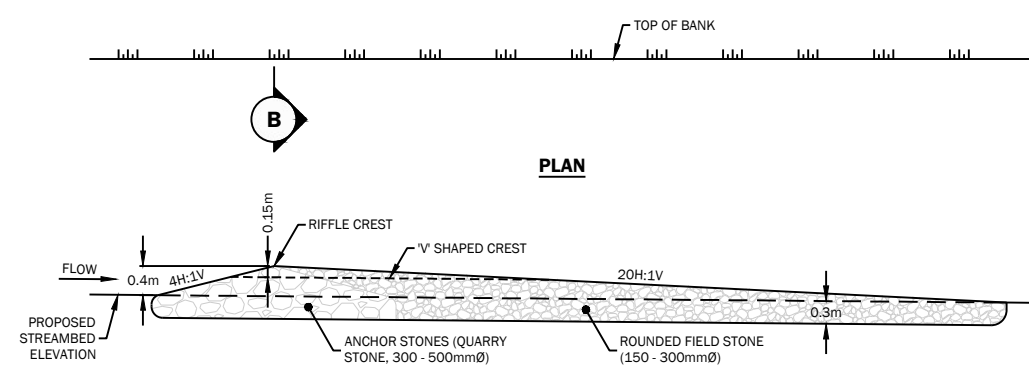 TOP OF BANK
B
PLAN
0.15m
RIFFLE CREST
'V' SHAPED CREST
FLOW
0.4m
4H:1V
20H:1V
0.3m
PROPOSED
STREAMBED
ELEVATION
ANCHOR STONES (QUARRY
STONE, 300 - 500mmØ)
ROUNDED FIELD STONE
(150 - 300mmØ)